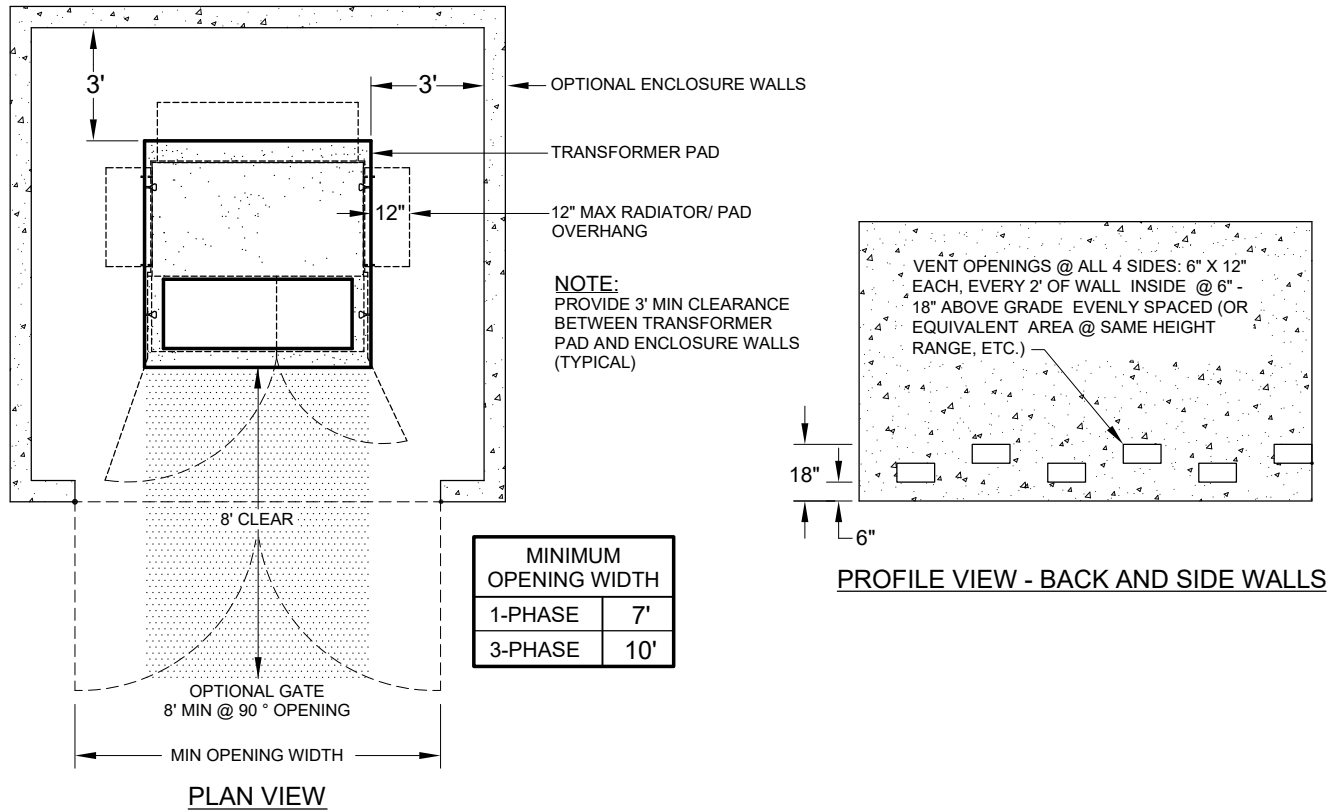 3'
3'
OPTIONAL ENCLOSURE WALLS
TRANSFORMER PAD
12"
12" MAX RADIATOR/ PAD
OVERHANG
NOTE:
PROVIDE 3' MIN CLEARANCE
BETWEEN TRANSFORMER
PAD AND ENCLOSURE WALLS
(TYPICAL)
8' CLEAR
OPTIONAL GATE
8' MIN @ 90 ° OPENING
MIN OPENING WIDTH
PLAN VIEW
MINIMUM
OPENING WIDTH
1-PHASE 7'
3-PHASE 10'
VENT OPENINGS @ ALL 4 SIDES: 6" X 12"
EACH, EVERY 2' OF WALL INSIDE @ 6" -
18" ABOVE GRADE EVENLY SPACED (OR
EQUIVALENT AREA @ SAME HEIGHT
RANGE, ETC.)
18"
6"
PROFILE VIEW - BACK AND SIDE WALLS